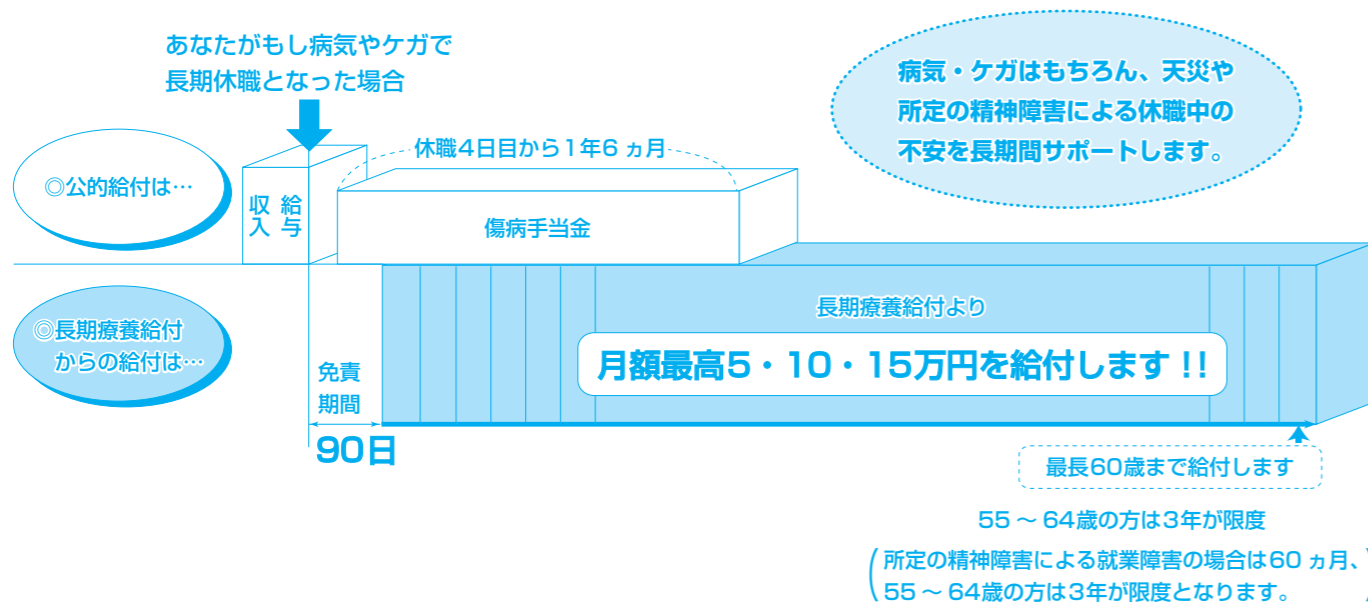 あなたがもし病気やケガで
長期休職となった場合
病気・ケガはもちろん、天災や
所定の精神障害による休職中の
不安を長期間サポートします。
◎公的給付は…
休職4日目から1年6ヵ月
給与
収入
傷病手当金
◎長期療養給付
からの給付は…
長期療養給付より
月額最高5・10・15万円を給付します!!
免責
期間
90日
最長60歳まで給付します
55～64歳の方は3年が限度
(所定の精神障害による就業障害の場合は60ヵ月、
55～64歳の方は3年が限度となります。)